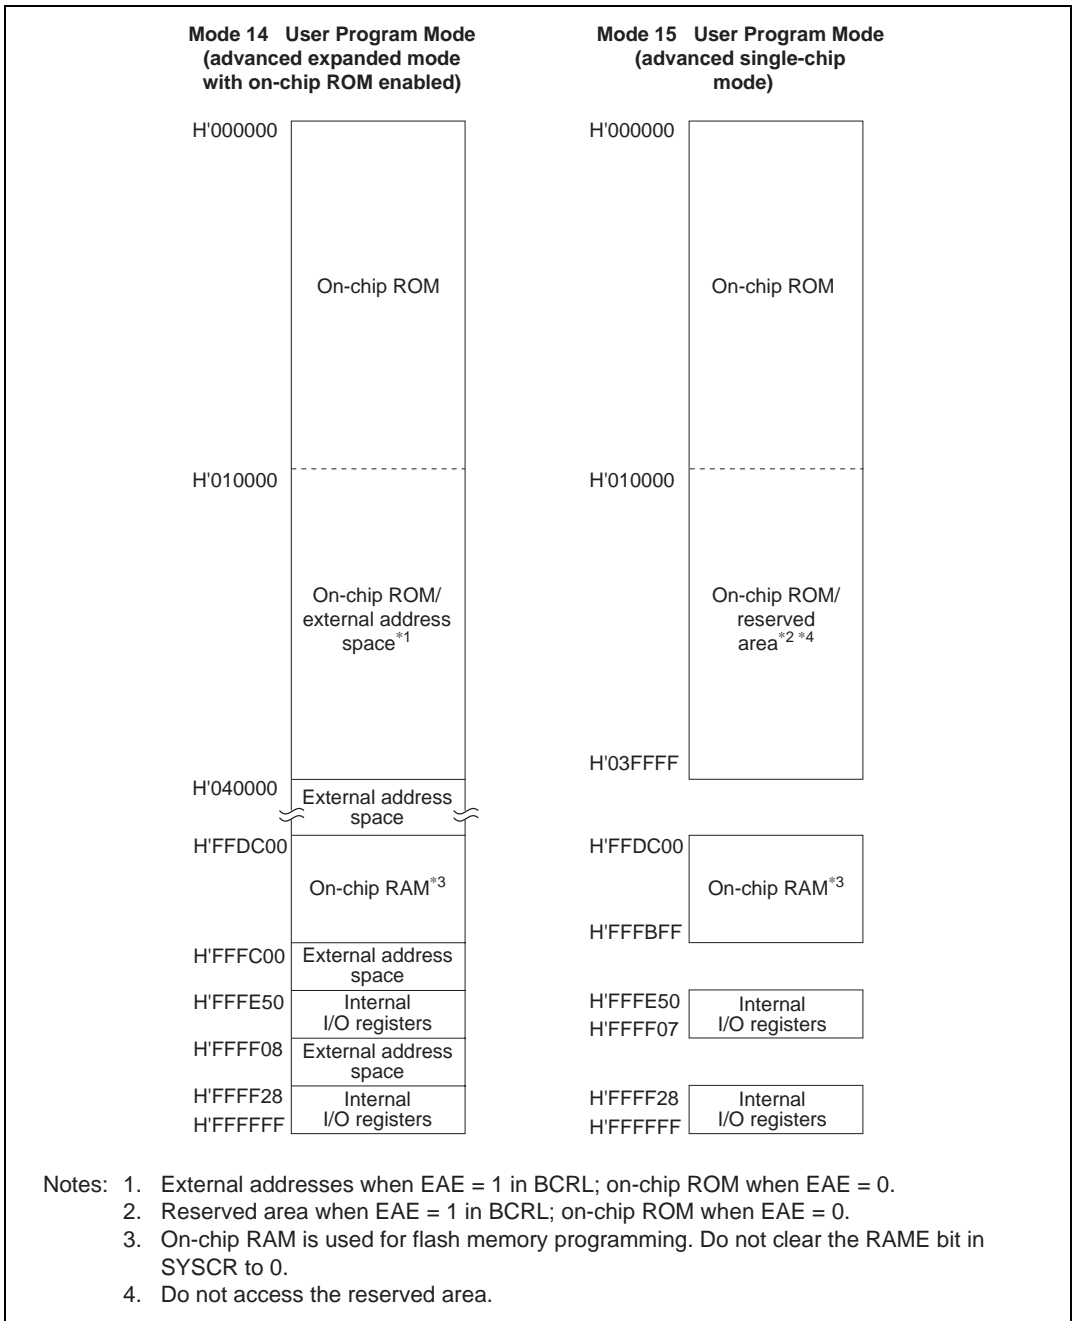 Mode 14 User Program Mode
(advanced expanded mode
with on-chip ROM enabled)
H'000000
On-chip ROM
H'010000
On-chip ROM/
external address
space*1
H'040000
External address
space
H'FFDC00
On-chip RAM*3
H'FFFC00
External address
space
H'FFFE50
Internal
I/O registers
H'FFFF08
External address
space
H'FFFF28
Internal
I/O registers
H'FFFFFF
Mode 15 User Program Mode
(advanced single-chip
mode)
H'000000
On-chip ROM
H'010000
On-chip ROM/
reserved
area*2 *4
H'03FFFF
H'FFDC00
On-chip RAM*3
H'FFFBFF
H'FFFE50
Internal
I/O registers
H'FFFF07
H'FFFF28
Internal
I/O registers
H'FFFFFF
Notes: 1. External addresses when EAE = 1 in BCRL; on-chip ROM when EAE = 0.
2. Reserved area when EAE = 1 in BCRL; on-chip ROM when EAE = 0.
3. On-chip RAM is used for flash memory programming. Do not clear the RAME bit in
SYSCR to 0.
4. Do not access the reserved area.